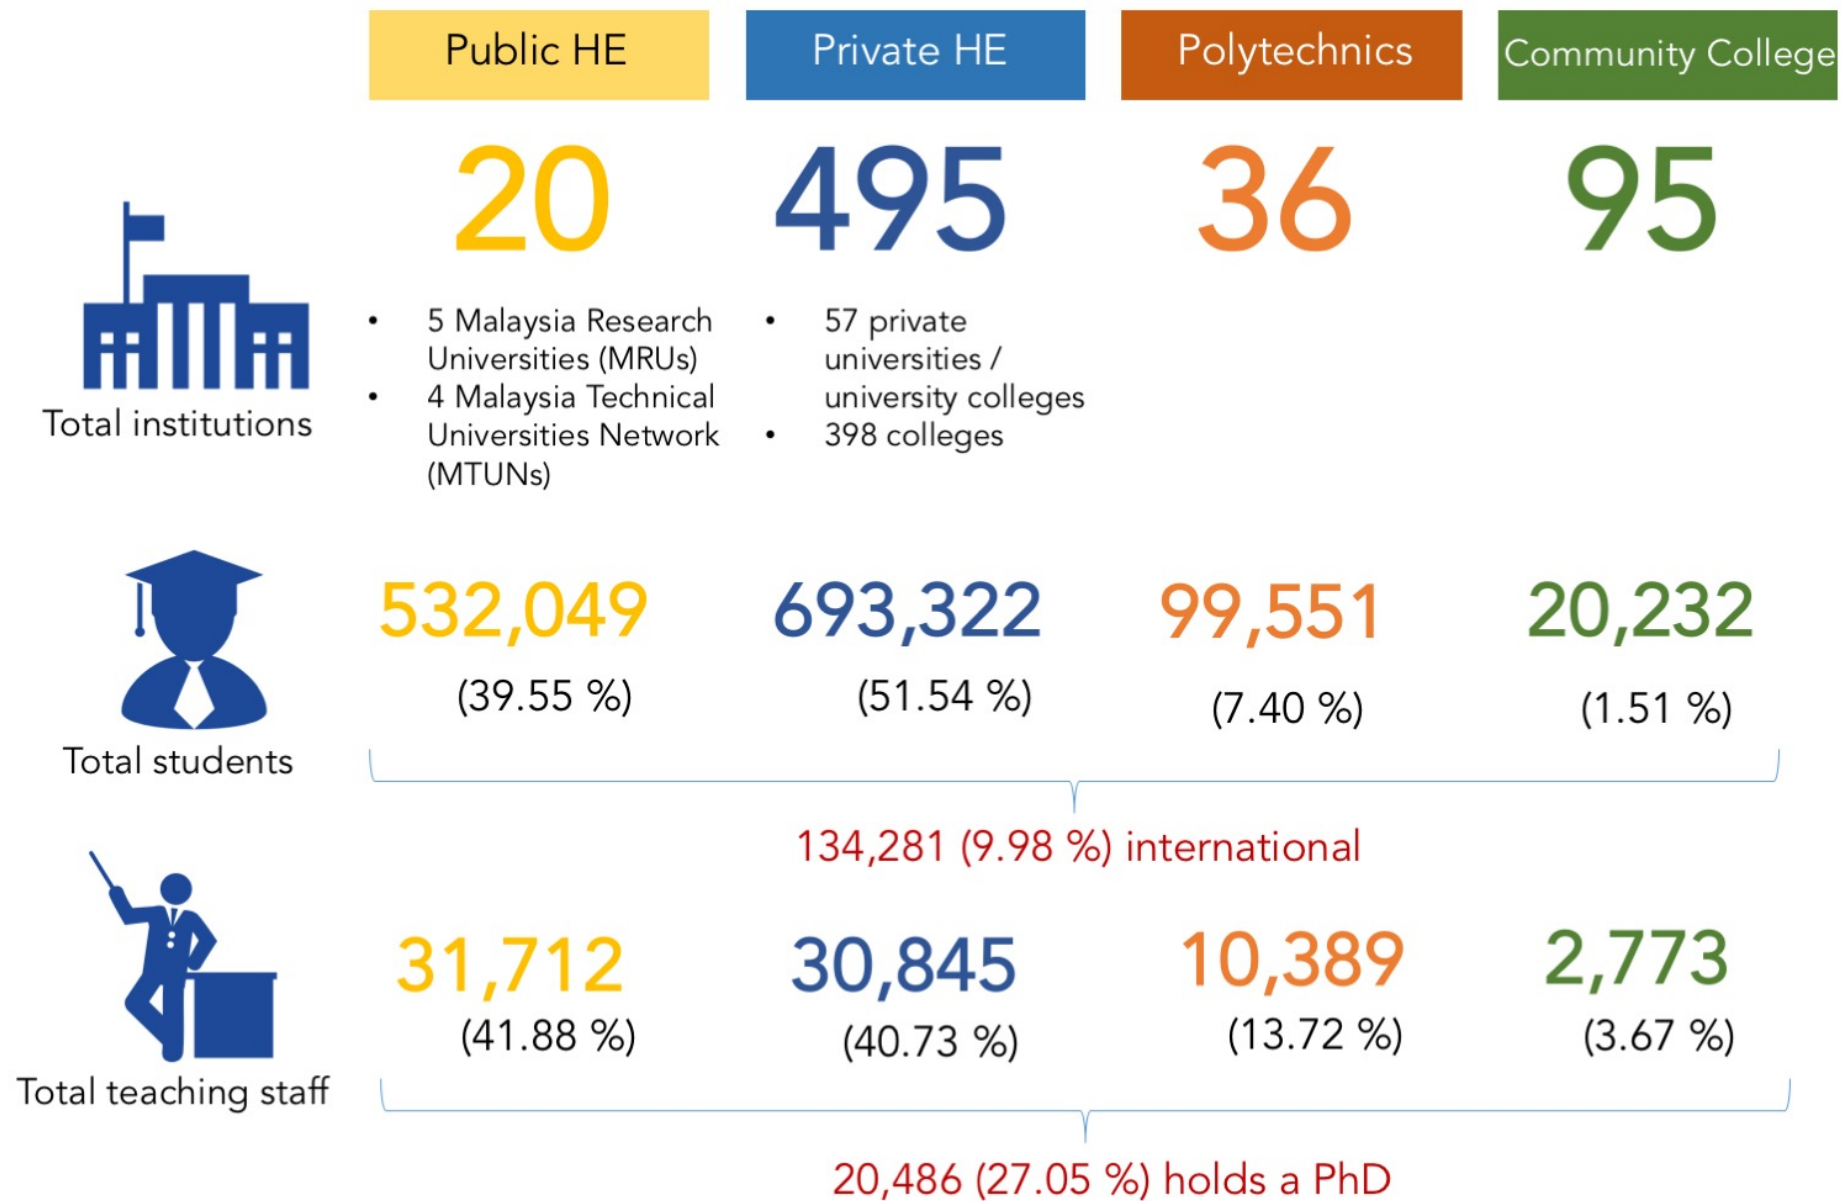 Public HE
Private HE
Polytechnics
Community College
20
495
36
95
Total institutions
• 5 Malaysia Research
Universities (MRUs)
• 4 Malaysia Technical
Universities Network
(MTUNs)
• 57 private
universities /
university colleges
• 398 colleges
Total students
532,049
693,322
99,551
20,232
(39.55 %)
(51.54 %)
(7.40 %)
(1.51 %)
134,281 (9.98 %) international
Total teaching staff
31,712
30,845
10,389
2,773
(41.88 %)
(40.73 %)
(13.72 %)
(3.67 %)
20,486 (27.05 %) holds a PhD